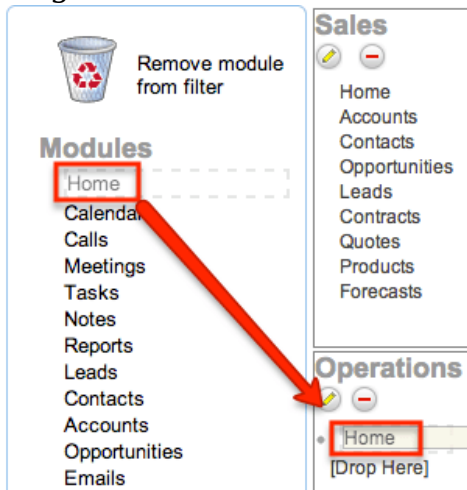 Remove module
from filter
Modules
Home
Calendar
Calls
Meetings
Tasks
Notes
Reports
Leads
Contacts
Accounts
Opportunities
Emails
Sales
Home
Accounts
Contacts
Opportunities
Leads
Contracts
Quotes
Products
Forecasts
Operations
Home
[Drop Here]